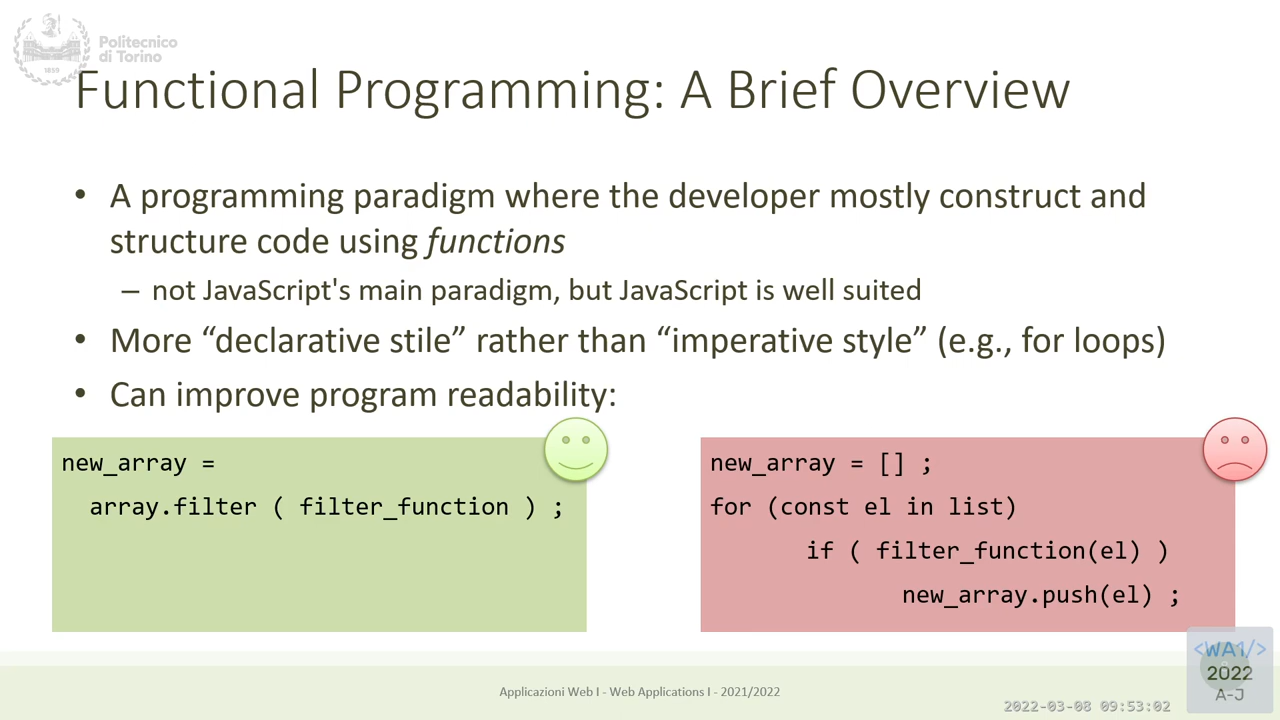 Politecnico
di Torino
1859
Functional Programming: A Brief Overview
• A programming paradigm where the developer mostly construct and
structure code using functions
– not JavaScript's main paradigm, but JavaScript is well suited
• More “declarative stile” rather than “imperative style” (e.g., for loops)
• Can improve program readability:
new_array =
array.filter ( filter_function ) ;
new_array = [] ;
for (const el in list)
if ( filter_function(el) )
new_array.push(el) ;
Applicazioni Web I - Web Applications I - 2021/2022
2022-03-08 09:53:02
<WA1/>
2022
A-J